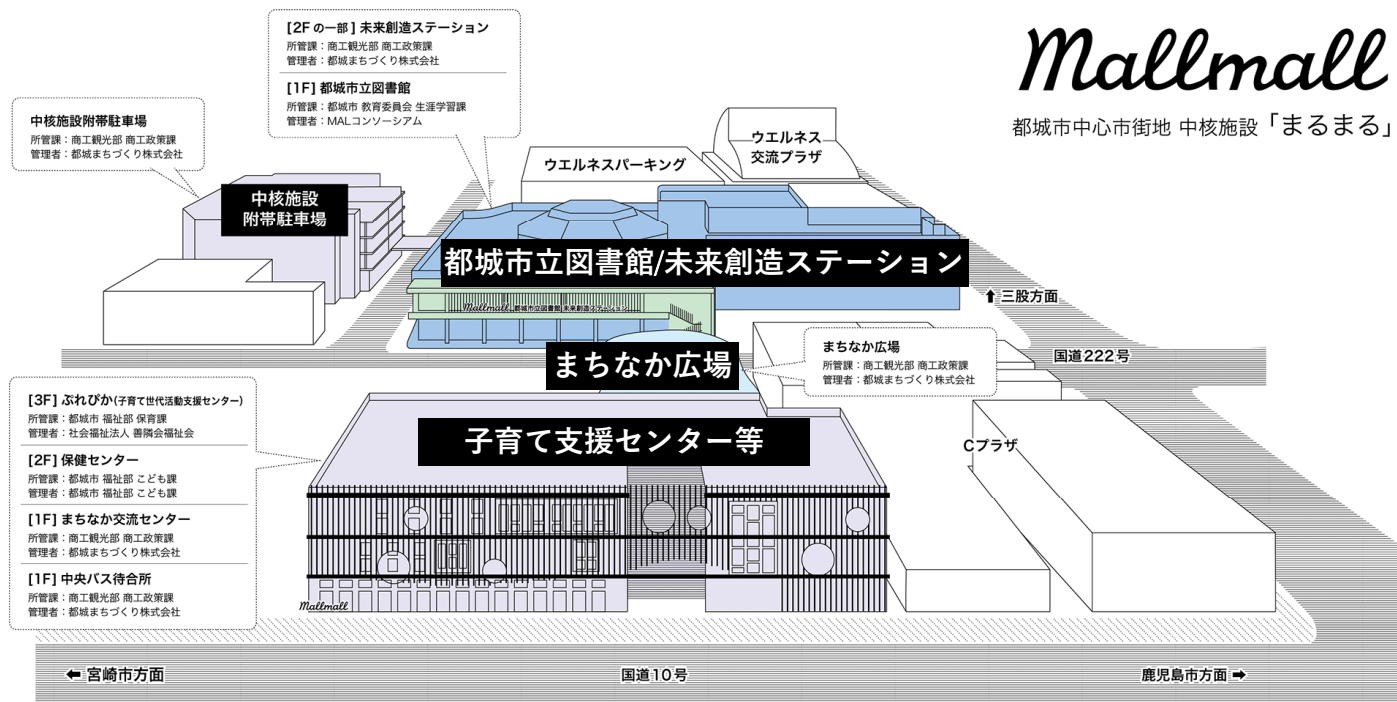 Mallmall
都城市中心市街地 中核施設「まるまる」
[2F の一部] 未来創造ステーション
所管課：商工観光部 商工政策課
管理者：都城まちづくり株式会社
[1F] 都城市立図書館
所管課：都城市 教育委員会 生涯学習課
管理者：MALコンソーシアム
中核施設附帯駐車場
所管課：商工観光部 商工政策課
管理者：都城まちづくり株式会社
中核施設
附帯駐車場
ウエルネスパーキング
ウエルネス
交流プラザ
都城市立図書館/未来創造ステーション
Mallmall 都城市立図書館 未来創造ステーション
三股方面
国道222号
まちなか広場
まちなか広場
所管課：商工観光部 商工政策課
管理者：都城まちづくり株式会社
[3F] ぷれぴか(子育て世代活動支援センター)
所管課：都城市 福祉部 保育課
管理者：社会福祉法人 善隣会福祉会
[2F] 保健センター
所管課：都城市 福祉部 こども課
管理者：都城市 福祉部 こども課
[1F] まちなか交流センター
所管課：商工観光部 商工政策課
管理者：都城まちづくり株式会社
[1F] 中央バス待合所
所管課：商工観光部 商工政策課
管理者：都城まちづくり株式会社
子育て支援センター等
Cプラザ
Mallmall
宮崎市方面
国道10号
鹿児島市方面